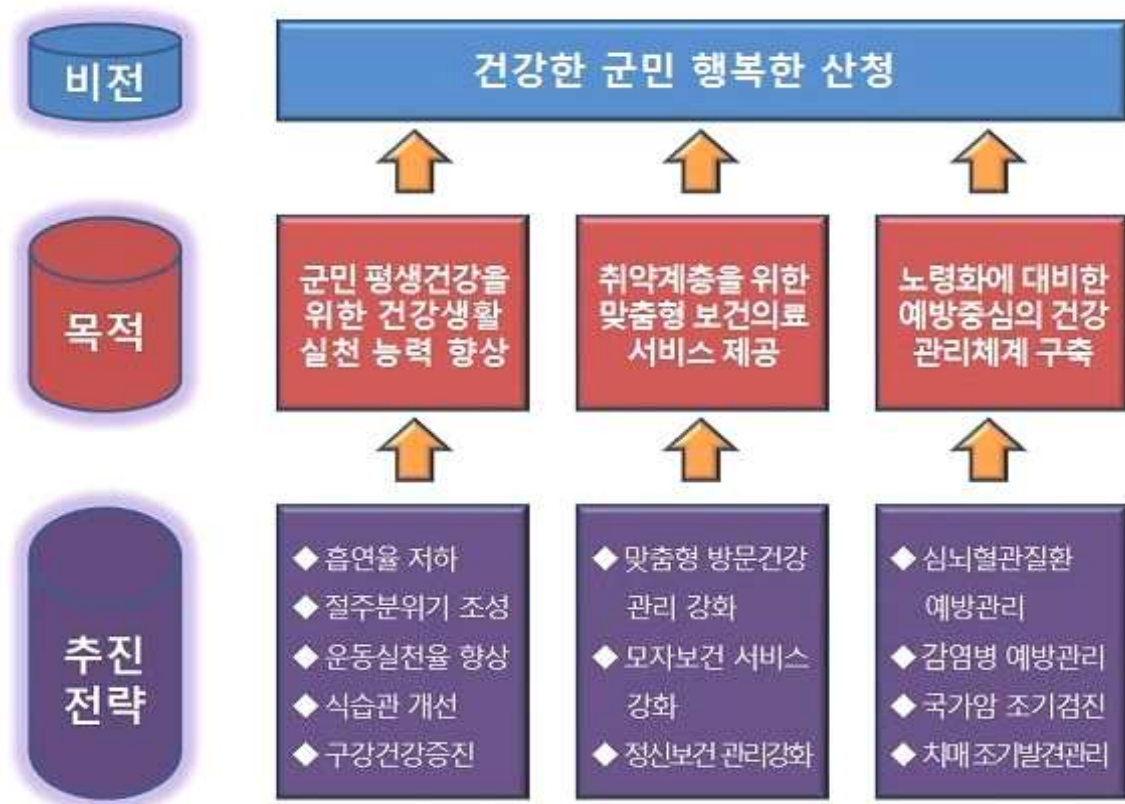 비전
건강한 군민 행복한 산청
목적
군민 평생건강을
위한 건강생활
실천 능력 향상
취약계층을 위한
맞춤형 보건의료
서비스 제공
노령화에 대비한
예방중심의 건강
관리체계 구축
추진
전략
◆ 흡연율 저하
◆ 절주분위기 조성
◆ 운동실천율 향상
◆ 식습관 개선
◆ 구강건강증진
◆ 맞춤형 방문건강
관리 강화
◆ 모자보건 서비스
강화
◆ 정신보건 관리강화
◆ 심뇌혈관질환
예방관리
◆ 감염병 예방관리
◆ 국가암 조기검진
◆ 치매 조기발견관리